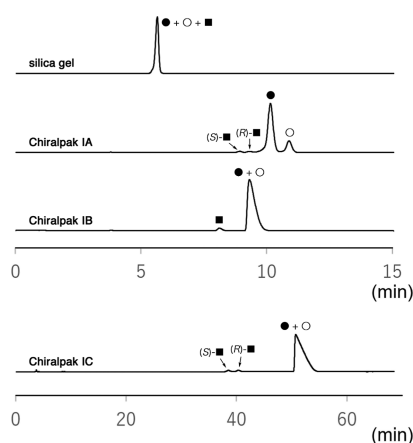 ● + ○ + ■
silica gel
●
(S)-■ (R)-■ ○
Chiralpak IA
● + ○
■
Chiralpak IB
0 5 10 15
(min)
● + ○
(S)-■ (R)-■
Chiralpak IC
0 20 40 60
(min)